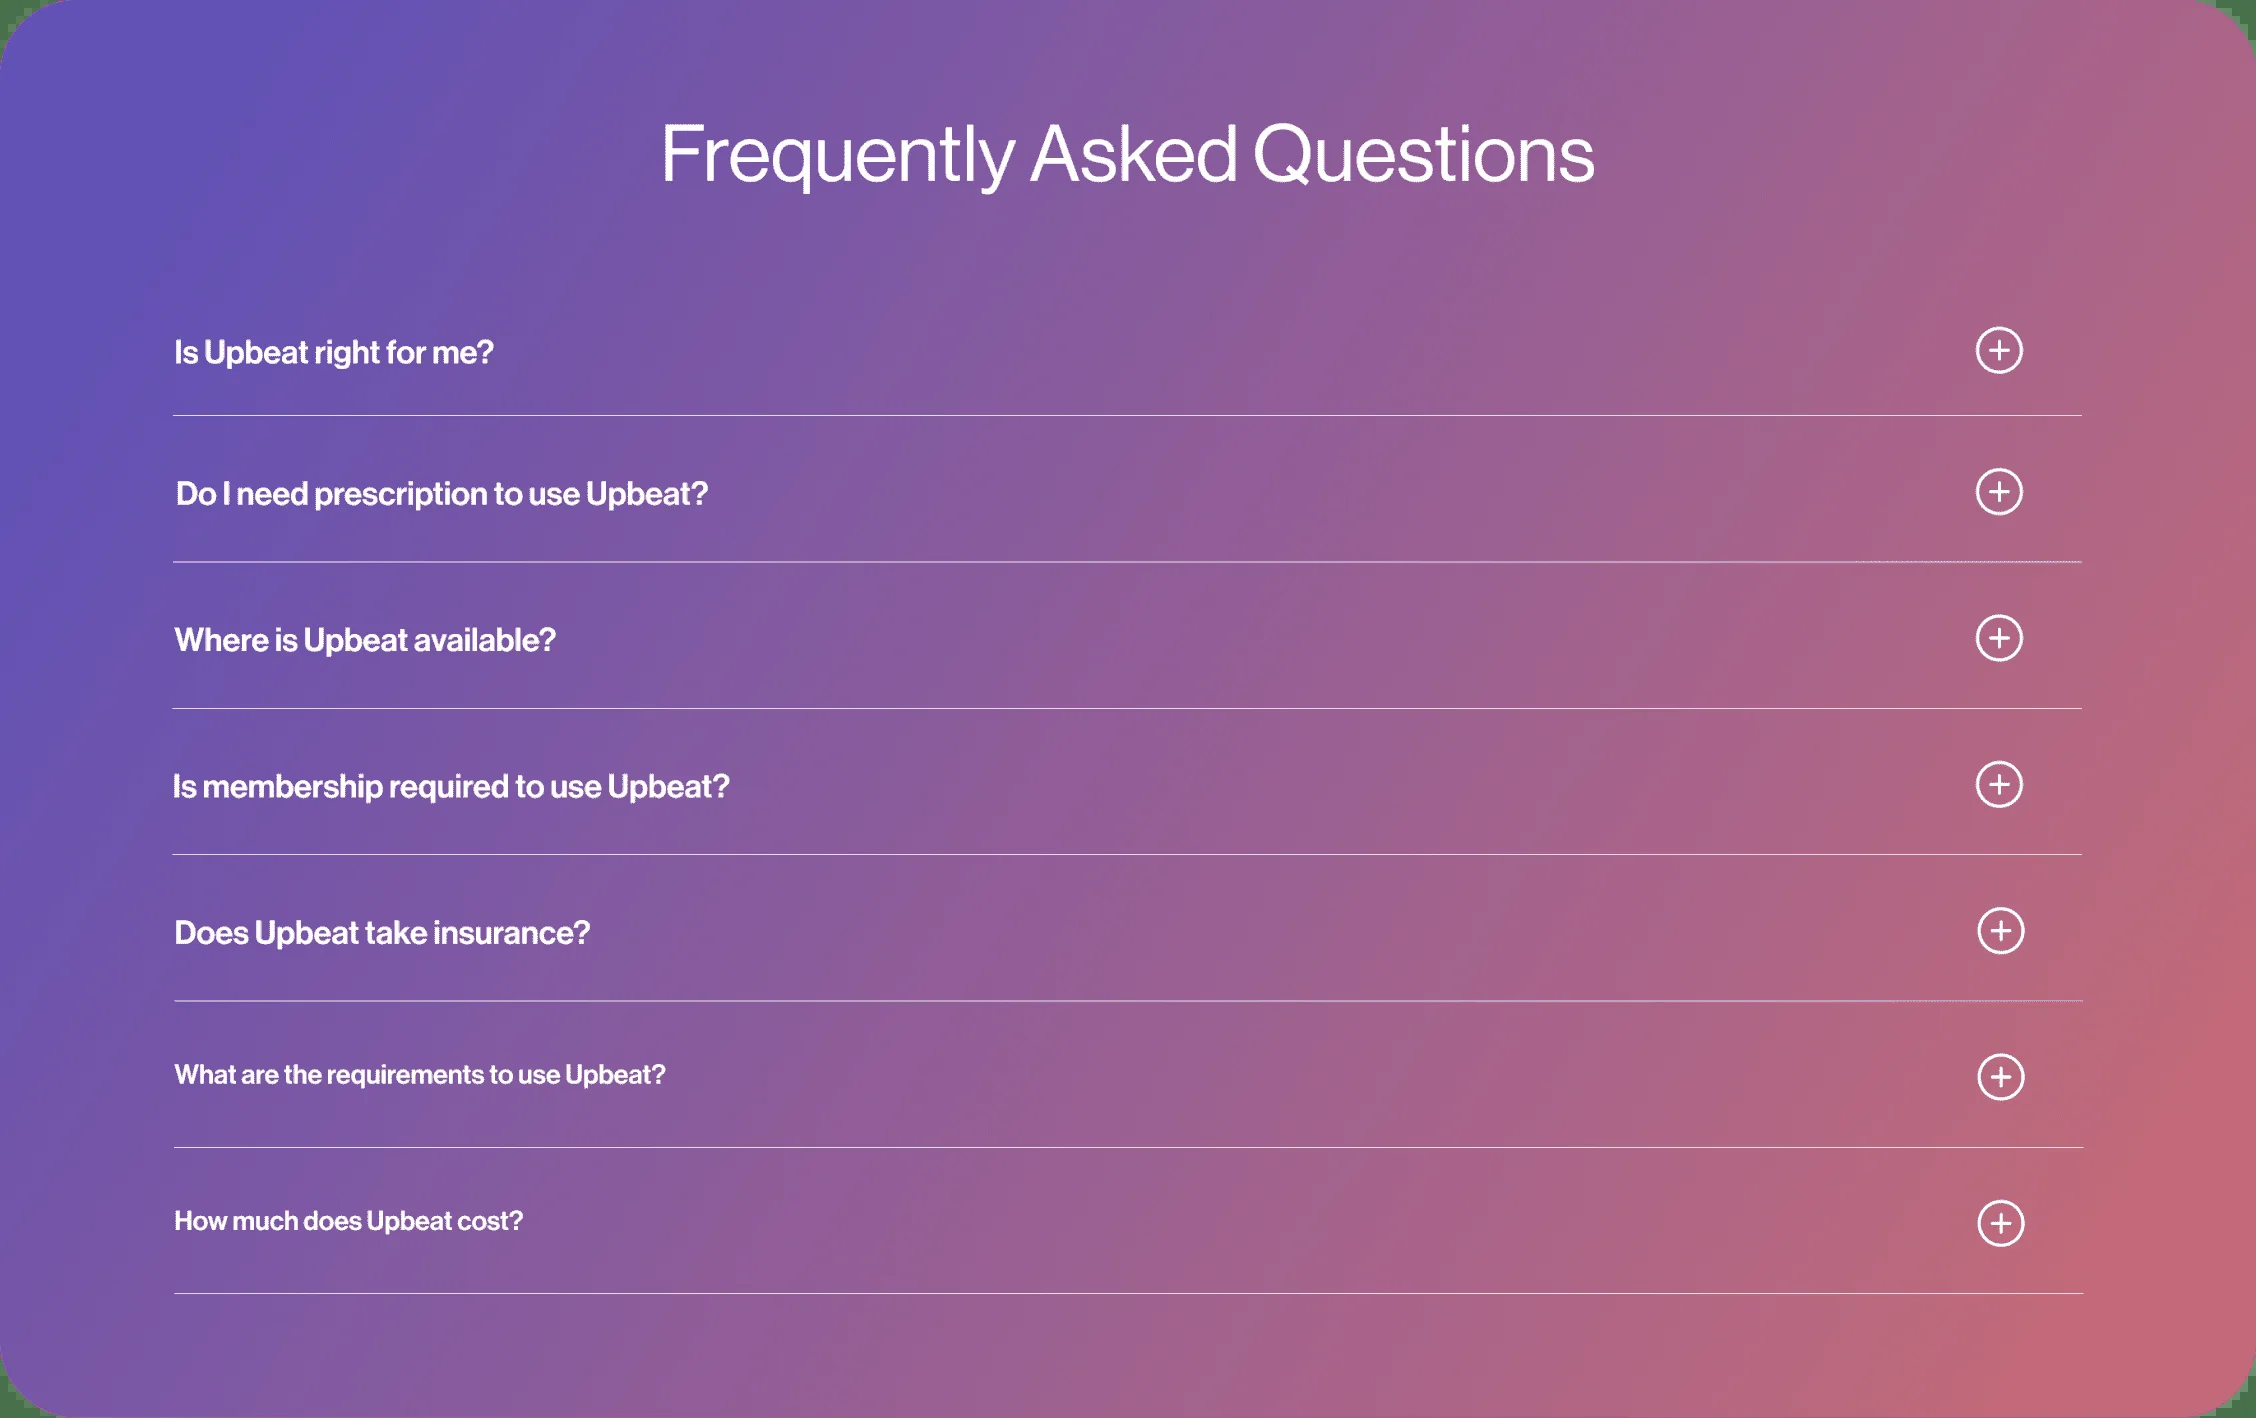 Frequently Asked Questions
Is Upbeat right for me?
Do I need prescription to use Upbeat?
Where is Upbeat available?
Is membership required to use Upbeat?
Does Upbeat take insurance?
What are the requirements to use Upbeat?
How much does Upbeat cost?